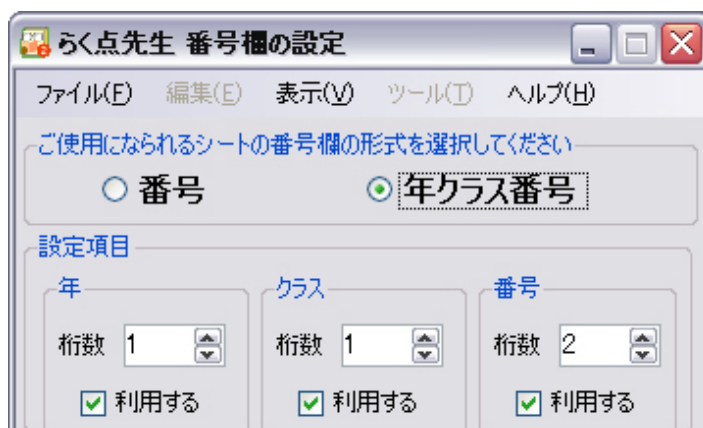 らく点先生 番号欄の設定
ファイル(F) 編集(E) 表示(V) ツール(T) ヘルプ(H)
ご使用になられるシートの番号欄の形式を選択してください
番号 年クラス番号
設定項目
年 クラス 番号
桁数 1 桁数 1 桁数 2
利用する 利用する 利用する